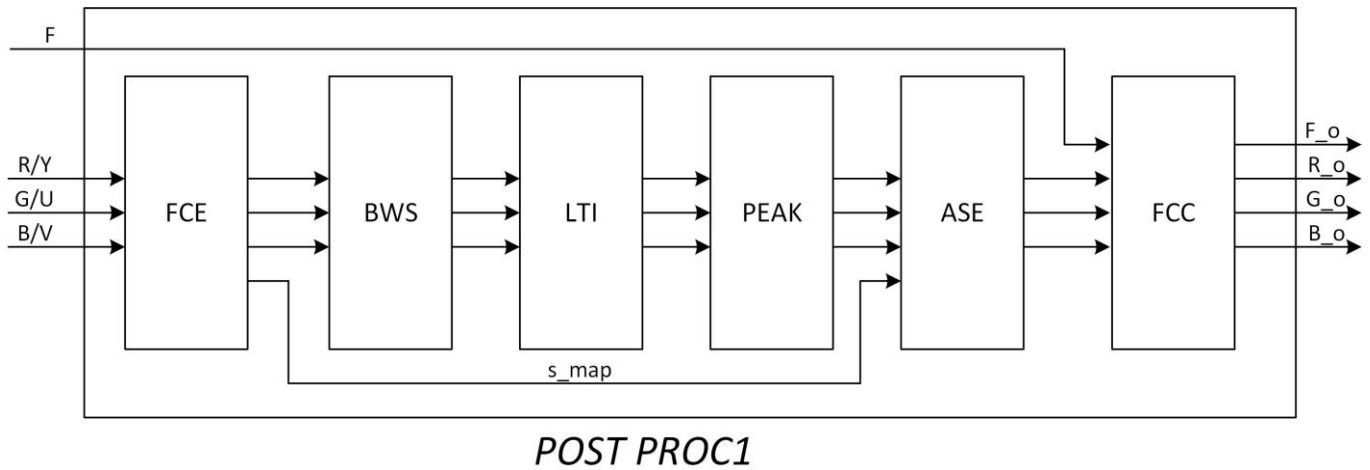 F
R/Y
G/U
B/V
FCE
BWS
LTI
PEAK
ASE
FCC
F_o
R_o
G_o
B_o
s_map
POST PROC1